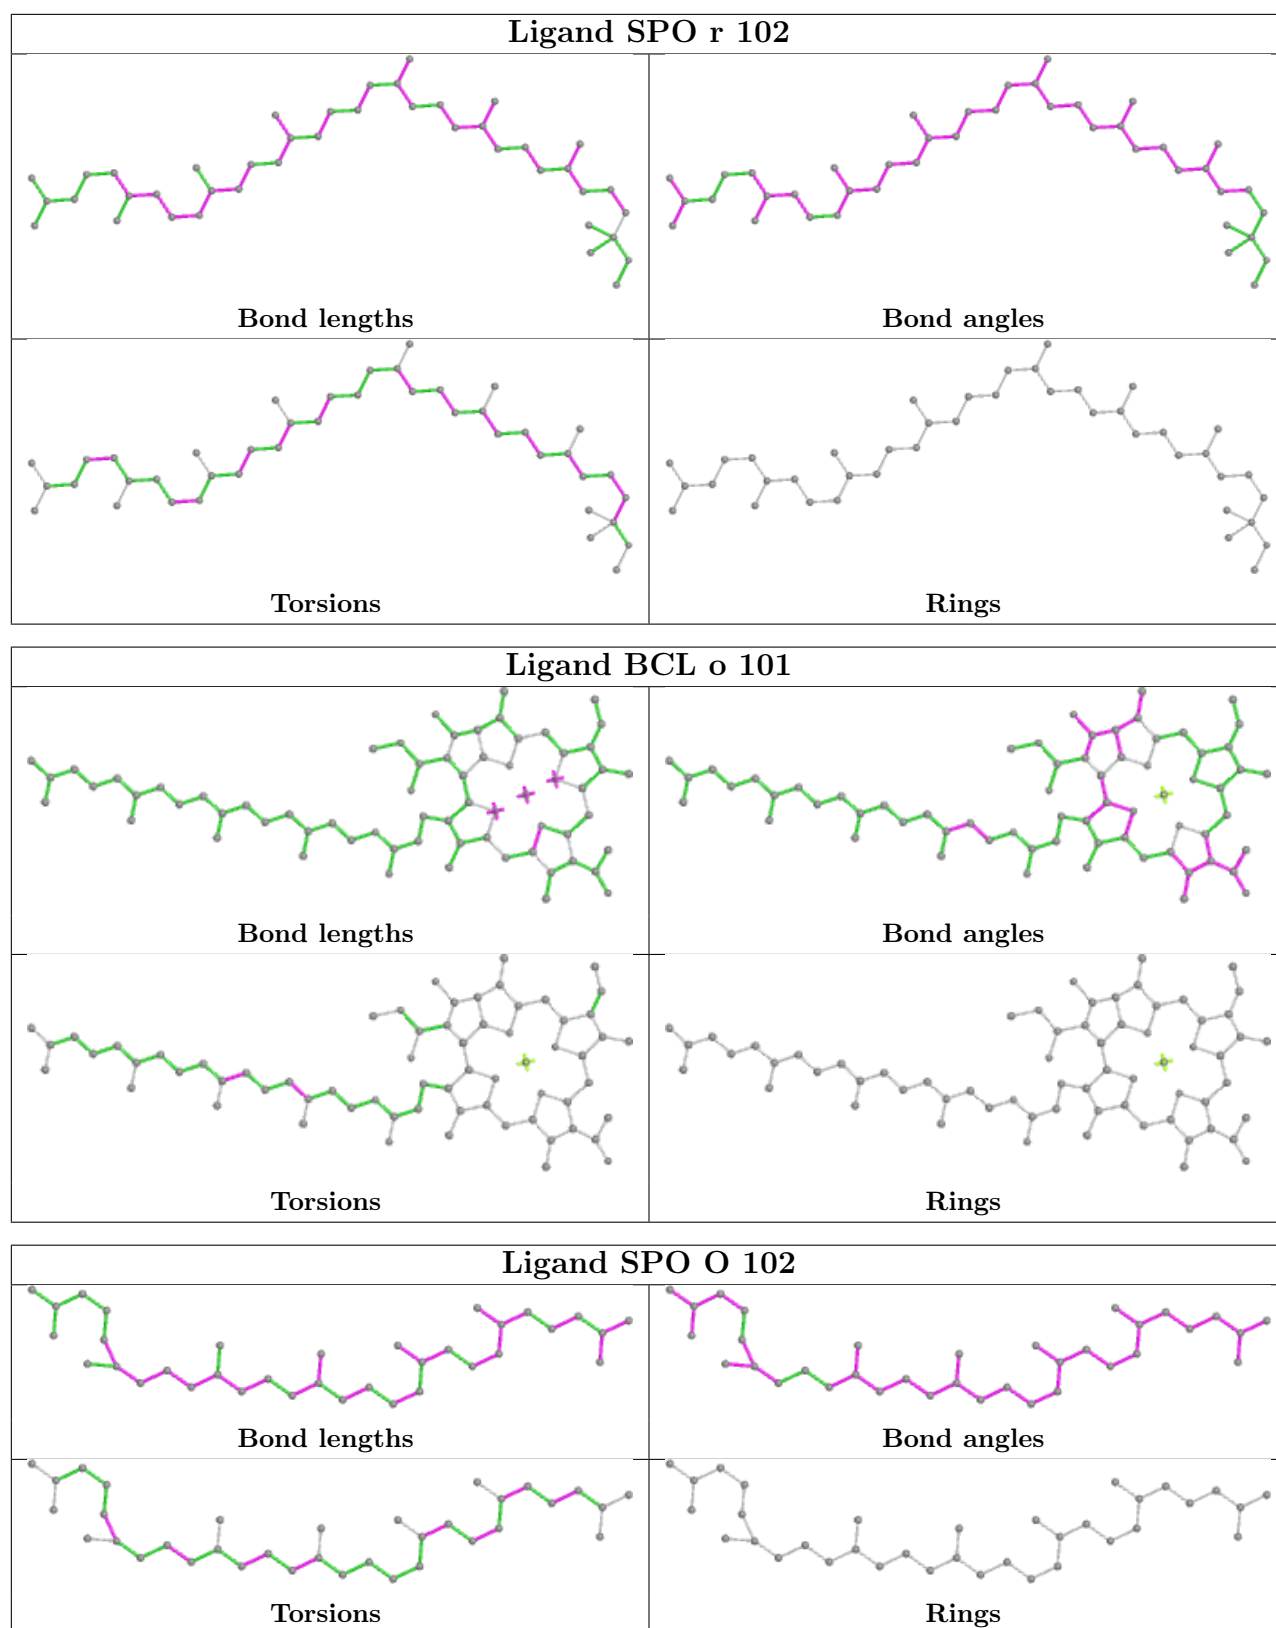 Ligand SPO r 102
Bond lengths
Bond angles
Torsions
Rings
Ligand BCL o 101
Bond lengths
Bond angles
Torsions
Rings
Ligand SPO O 102
Bond lengths
Bond angles
Torsions
Rings